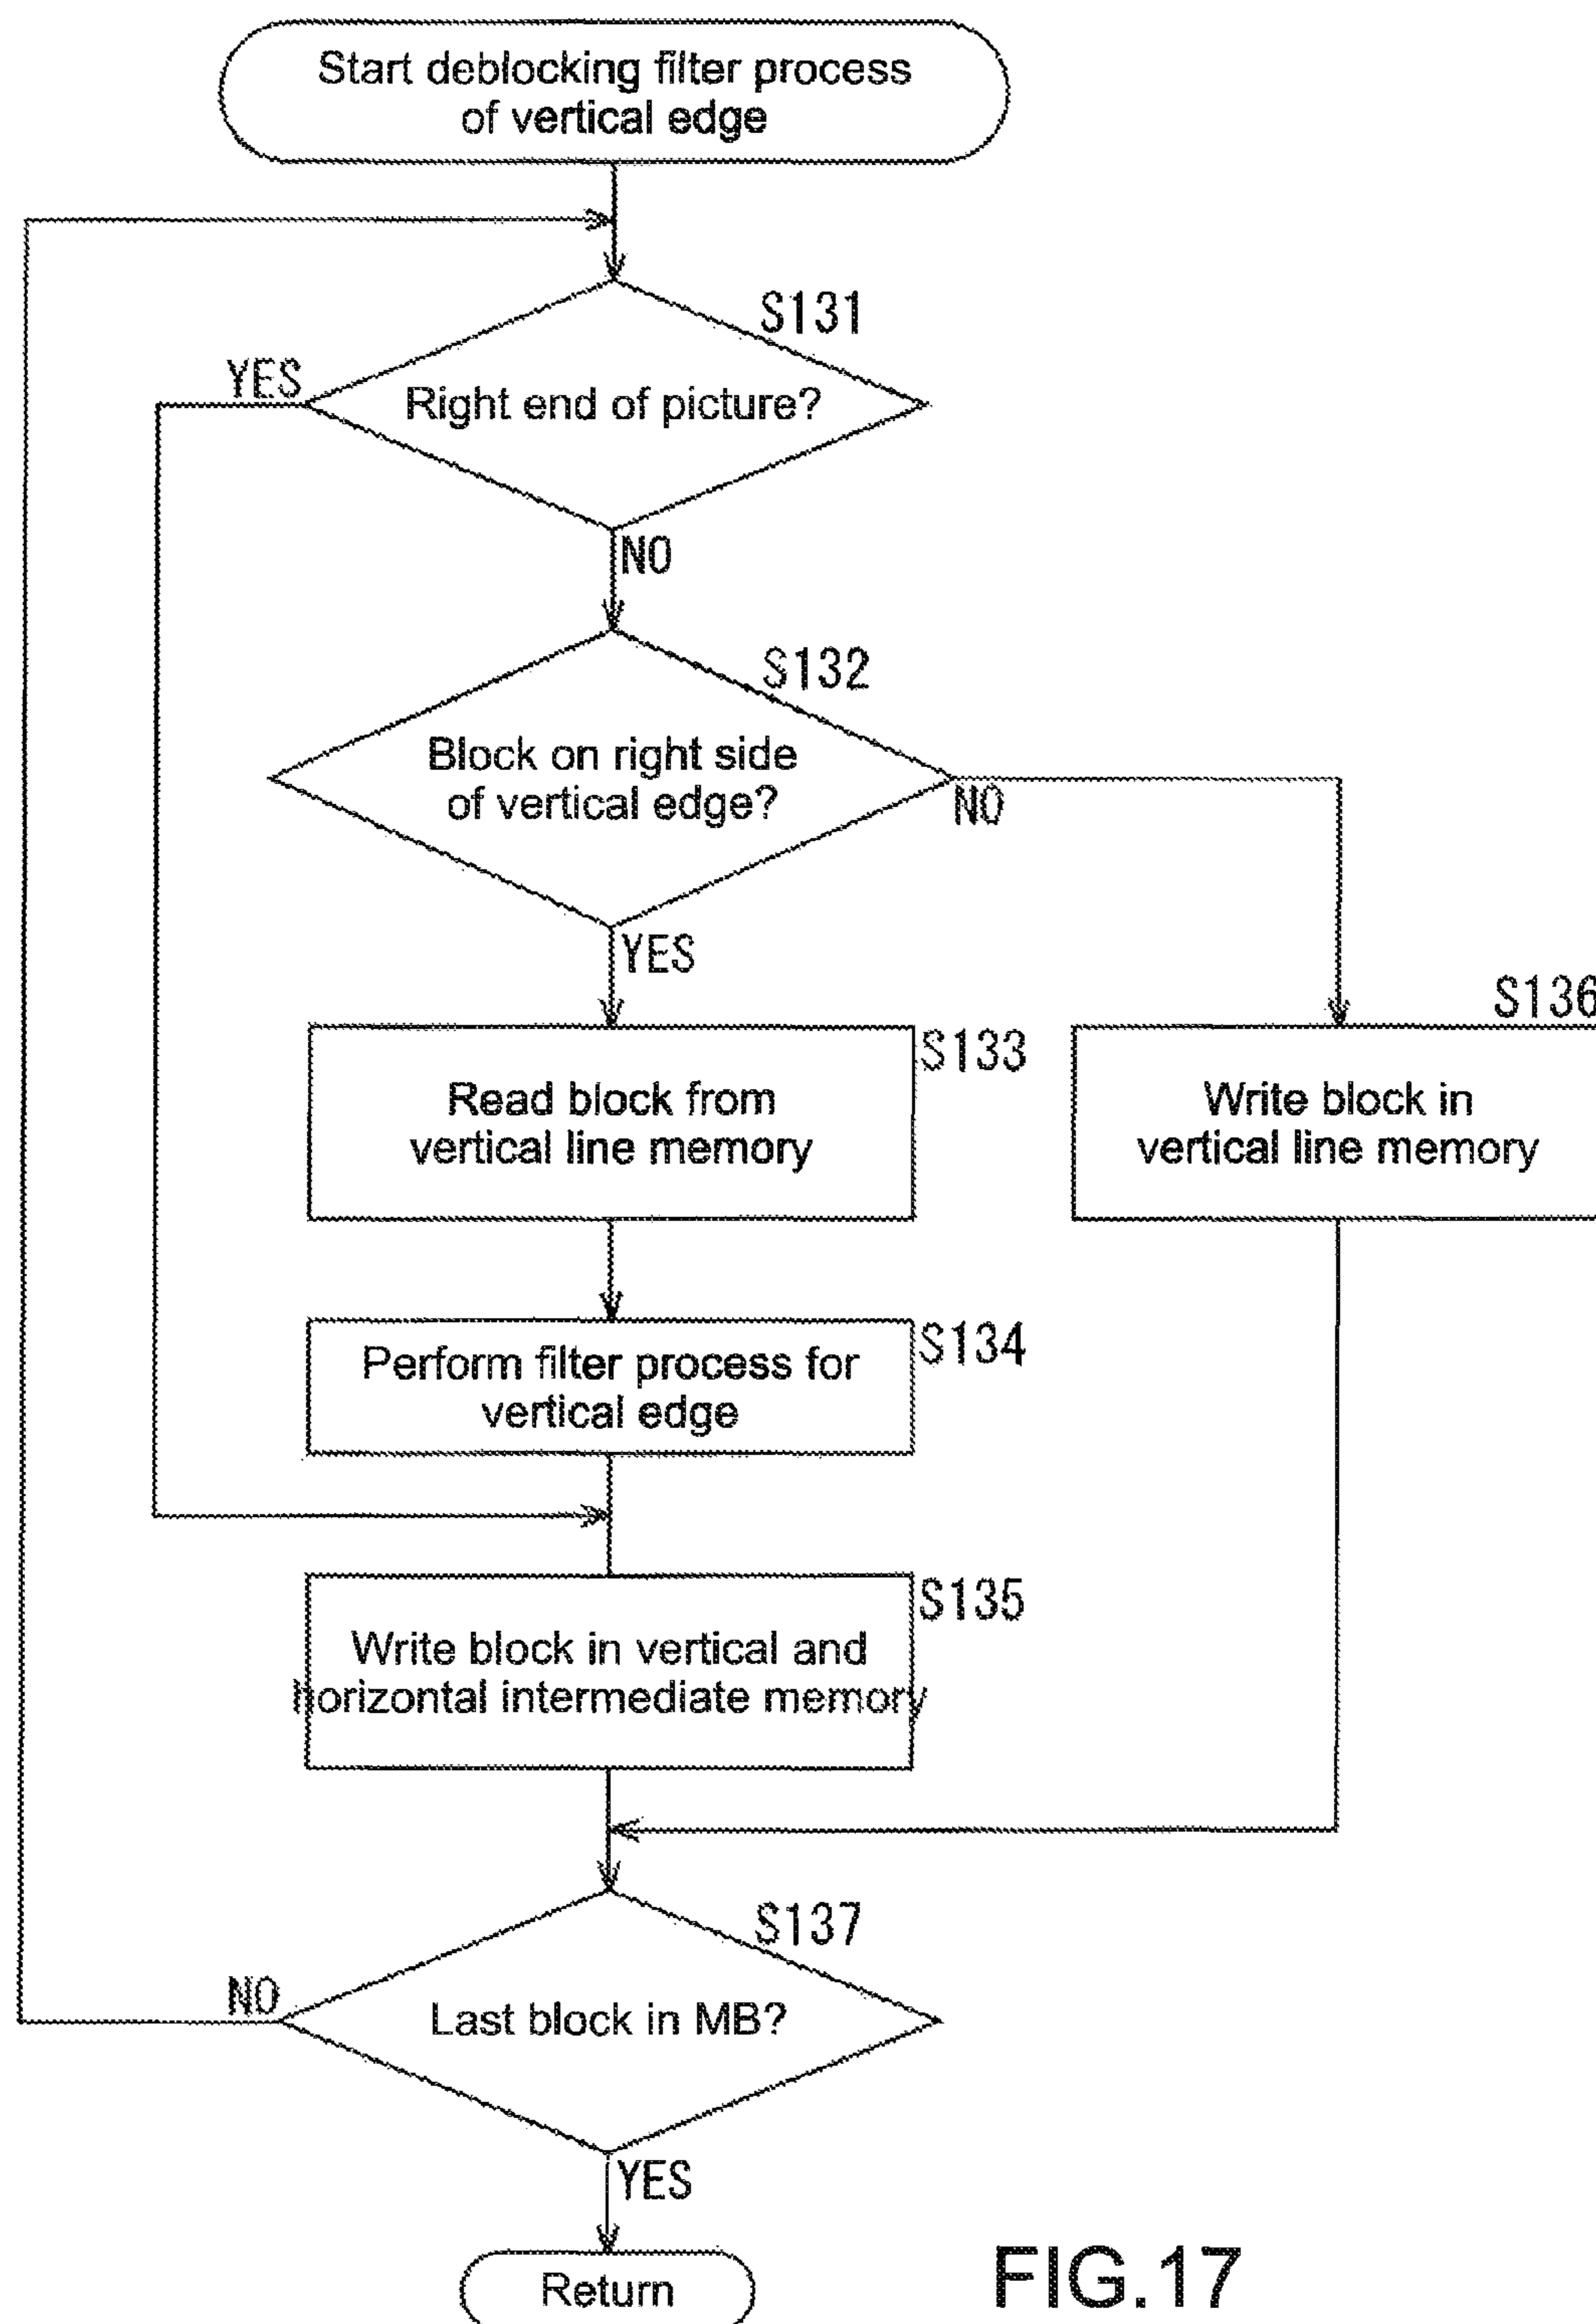 Start deblocking filter process
of vertical edge
S131
YES
Right end of picture?
NO
S132
Block on right side
of vertical edge?
NO
YES
S133
Read block from
vertical line memory
S136
Write block in
vertical line memory
S134
Perform filter process for
vertical edge
S135
Write block in vertical and
horizontal intermediate memory
S137
NO
Last block in MB?
YES
Return
FIG.17